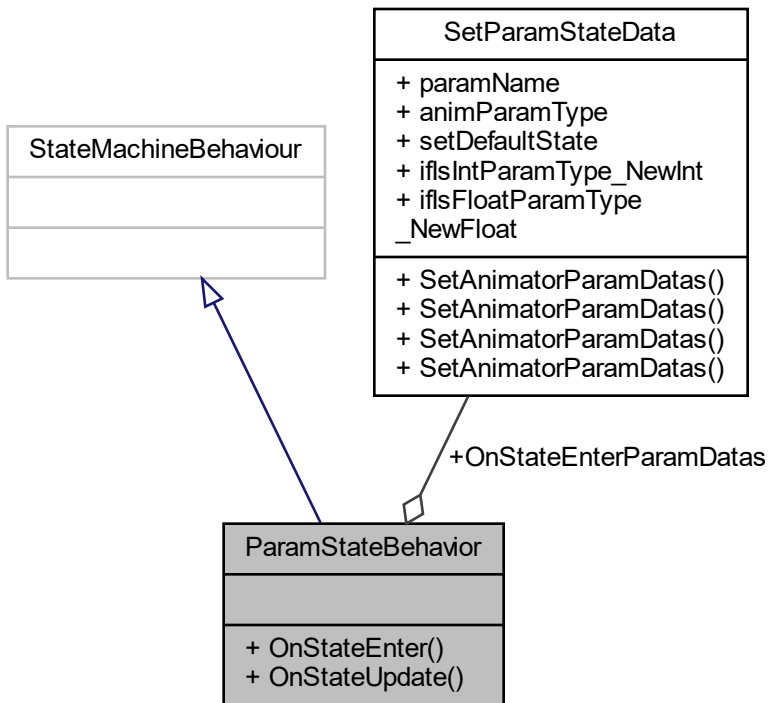 SetParamStateData
+ paramName
+ animParamType
+ setDefaultState
+ ifIsIntParamType_NewInt
+ ifIsFloatParamType
_NewFloat
+ SetAnimatorParamDatas()
+ SetAnimatorParamDatas()
+ SetAnimatorParamDatas()
+ SetAnimatorParamDatas()
StateMachineBehaviour
+OnStateEnterParamDatas
ParamStateBehavior
+ OnStateEnter()
+ OnStateUpdate()